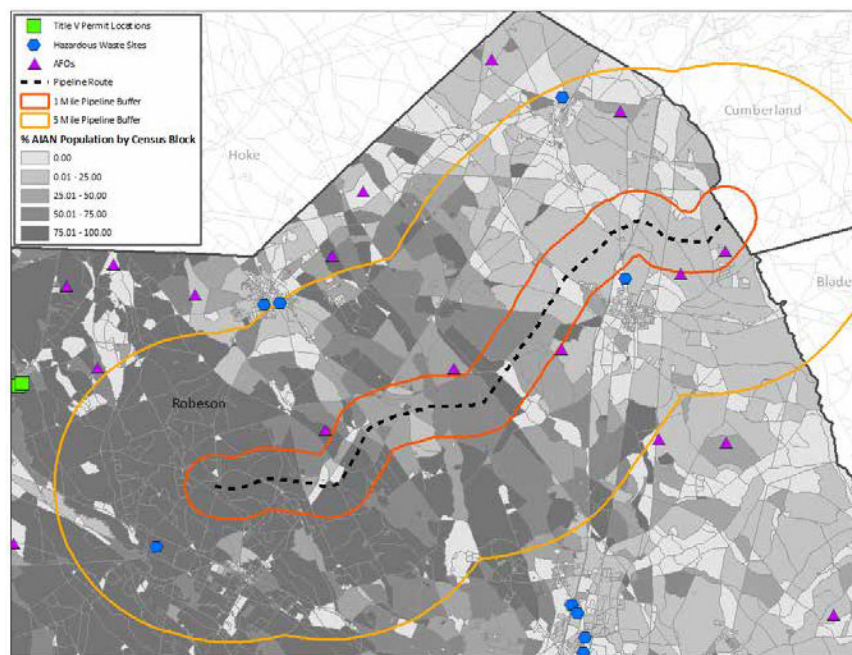 Title V Permit Locations
Hazardous Waste Sites
AFOs
Pipeline Route
1 Mile Pipeline Buffer
5 Mile Pipeline Buffer
% AIAN Population by Census Block
0.00
0.01 - 25.00
25.01 - 50.00
50.01 - 75.00
75.01 - 100.00
Hoke
Cumberland
Blade
Robeson